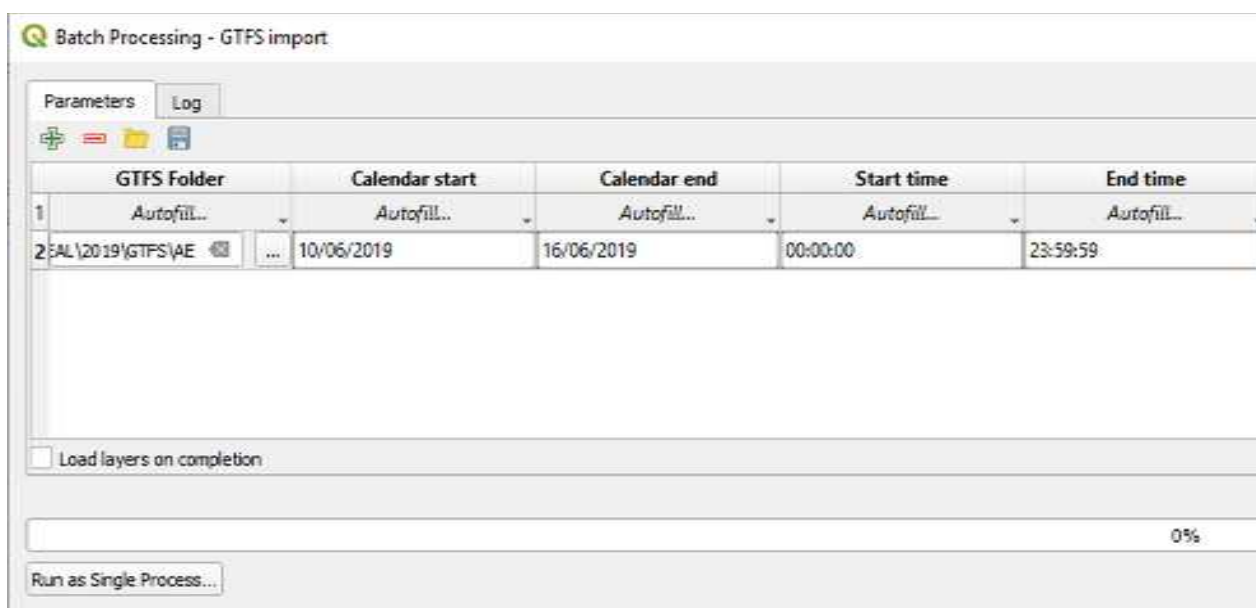 Batch Processing - GTFS import
Parameters Log
GTFS Folder Calendar start Calendar end Start time End time
1 Autofill... Autofill... Autofill... Autofill... Autofill...
2 EAL\2019\GTFS\AE ... 10/06/2019 16/06/2019 00:00:00 23:59:59
Load layers on completion
0%
Run as Single Process...